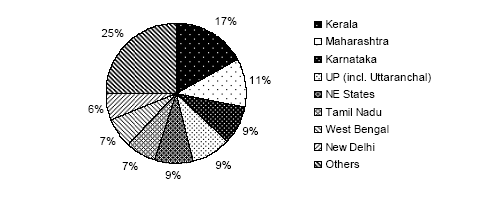 25%
17%
11%
9%
9%
9%
7%
7%
6%
Kerala
Maharashtra
Karnataka
UP (incl. Uttaranchal)
NE States
Tamil Nadu
West Bengal
New Delhi
Others